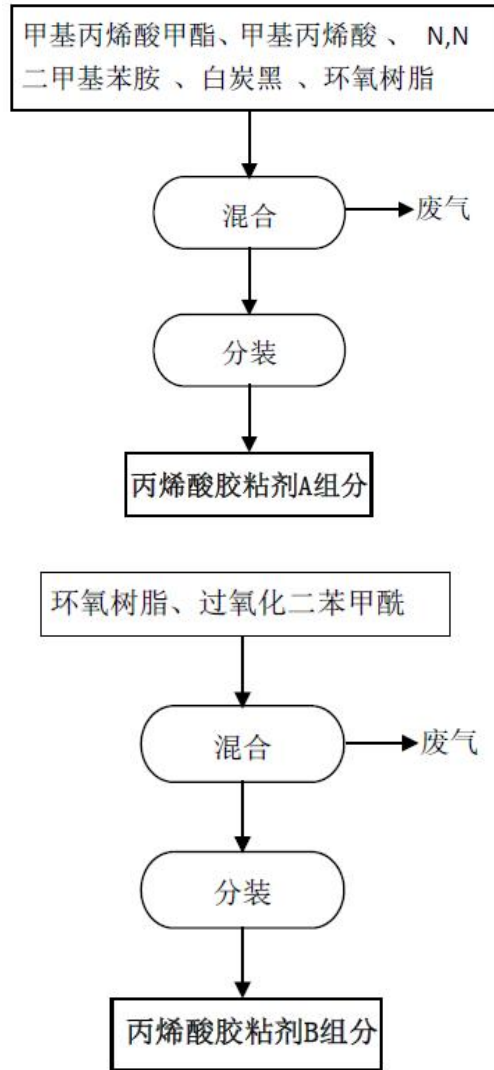 甲基丙烯酸甲酯、甲基丙烯酸 、 N,N
二甲基苯胺 、白炭黑 、环氧树脂
混合
废气
分装
丙烯酸胶粘剂A组分
环氧树脂、过氧化二苯甲酰
混合
废气
分装
丙烯酸胶粘剂B组分